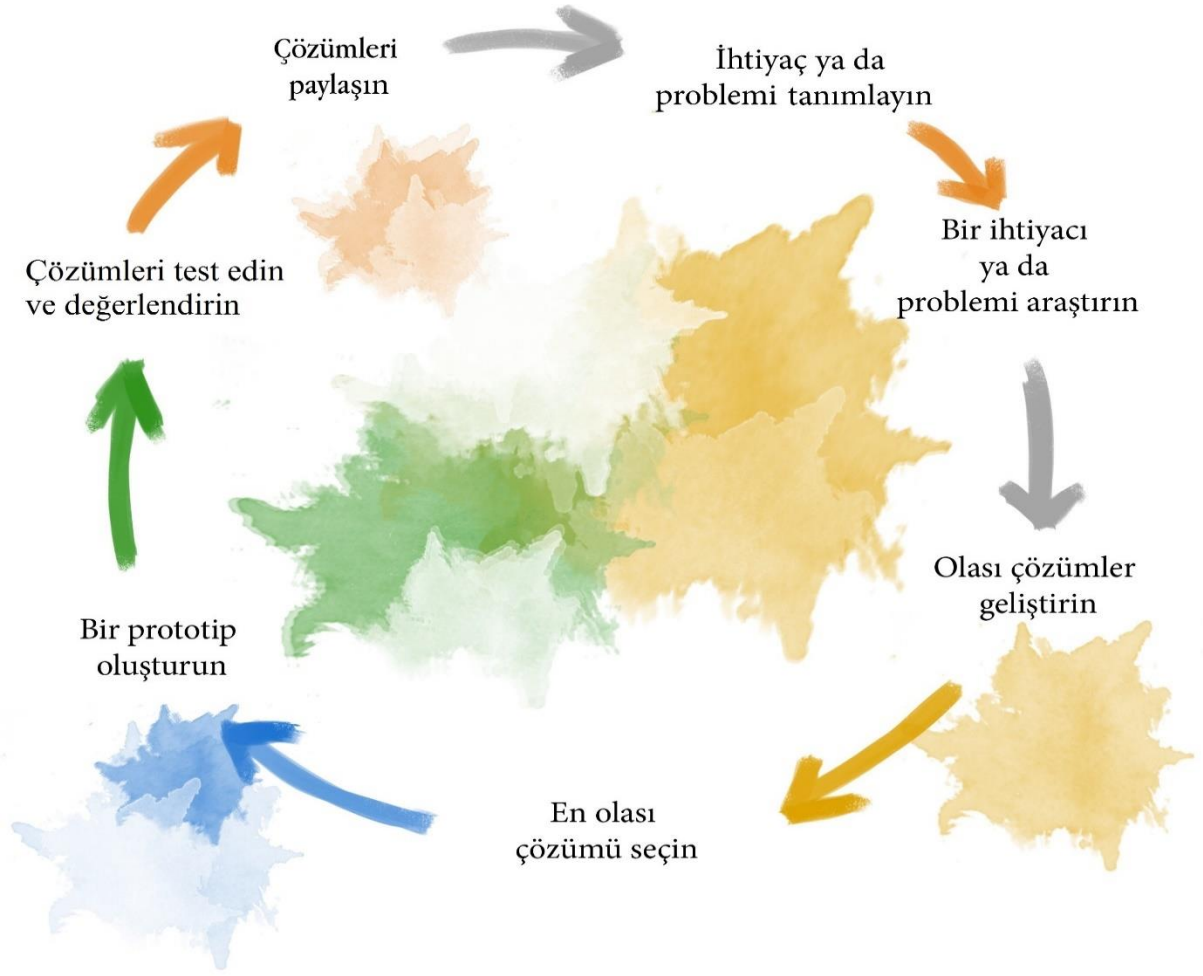 Çözümleri
paylaşın
İhtiyaç ya da
problemi tanımlayın
Bir ihtiyacı
ya da
problemi araştırın
Olası çözümler
geliştirin
En olası
çözümü seçin
Bir prototip
oluşturun
Çözümleri test edin
ve değerlendirin